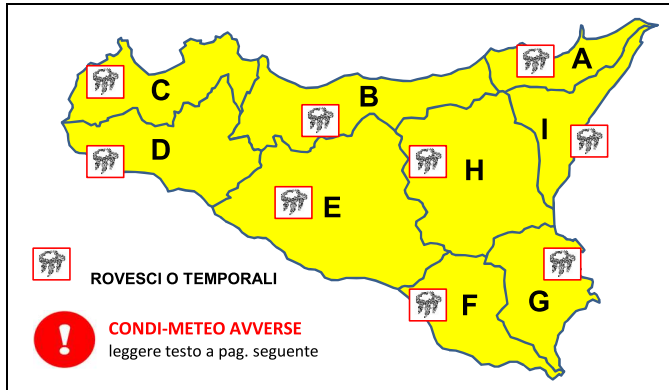 A
C
B
I
D
H
E
F
G
ROVESCI O TEMPORALI
!
CONDI-METEO AVVERSE
leggere testo a pag. seguente